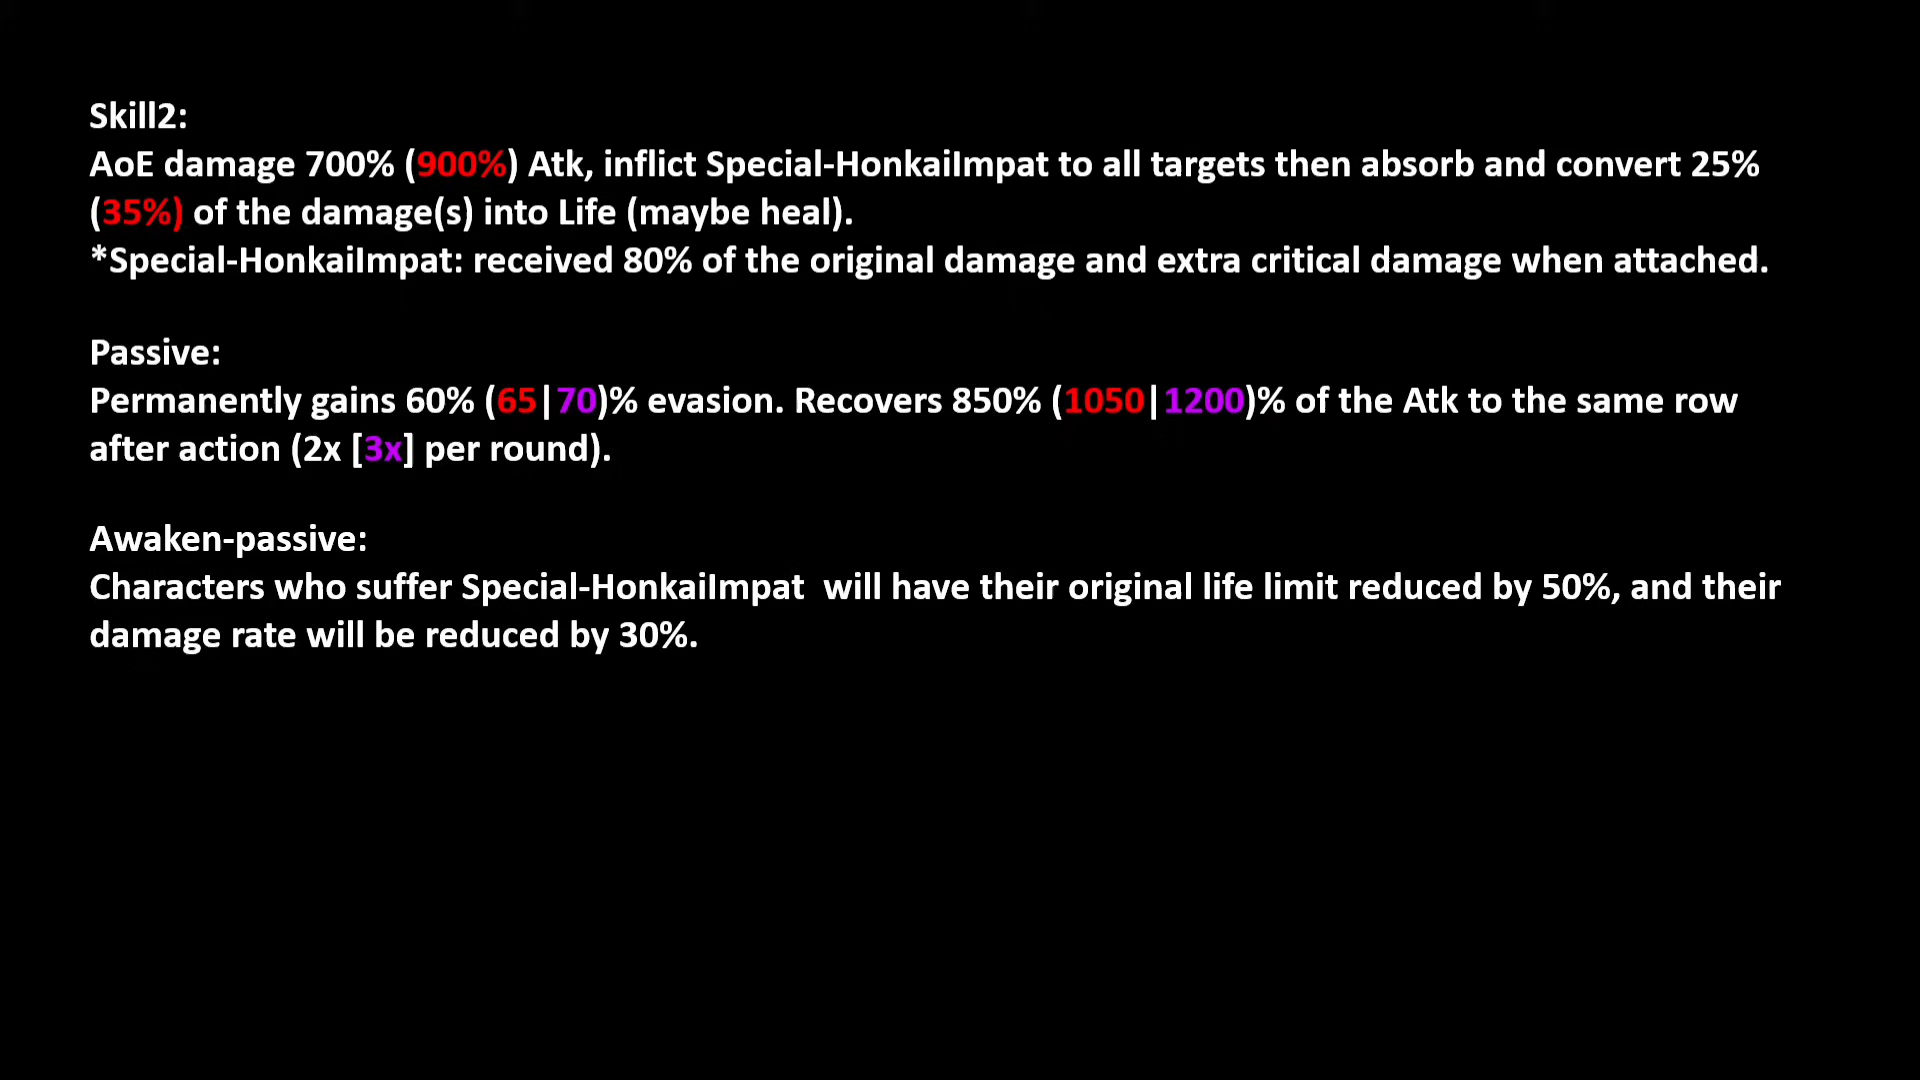 Skill2:
AoE damage 700% (900%) Atk, inflict Special-HonkaiImpat to all targets then absorb and convert 25%
(35%) of the damage(s) into Life (maybe heal).
*Special-HonkaiImpat: received 80% of the original damage and extra critical damage when attached.
Passive:
Permanently gains 60% (65|70)% evasion. Recovers 850% (1050|1200)% of the Atk to the same row
after action (2x [3x] per round).
Awaken-passive:
Characters who suffer Special-HonkaiImpat  will have their original life limit reduced by 50%, and their
damage rate will be reduced by 30%.